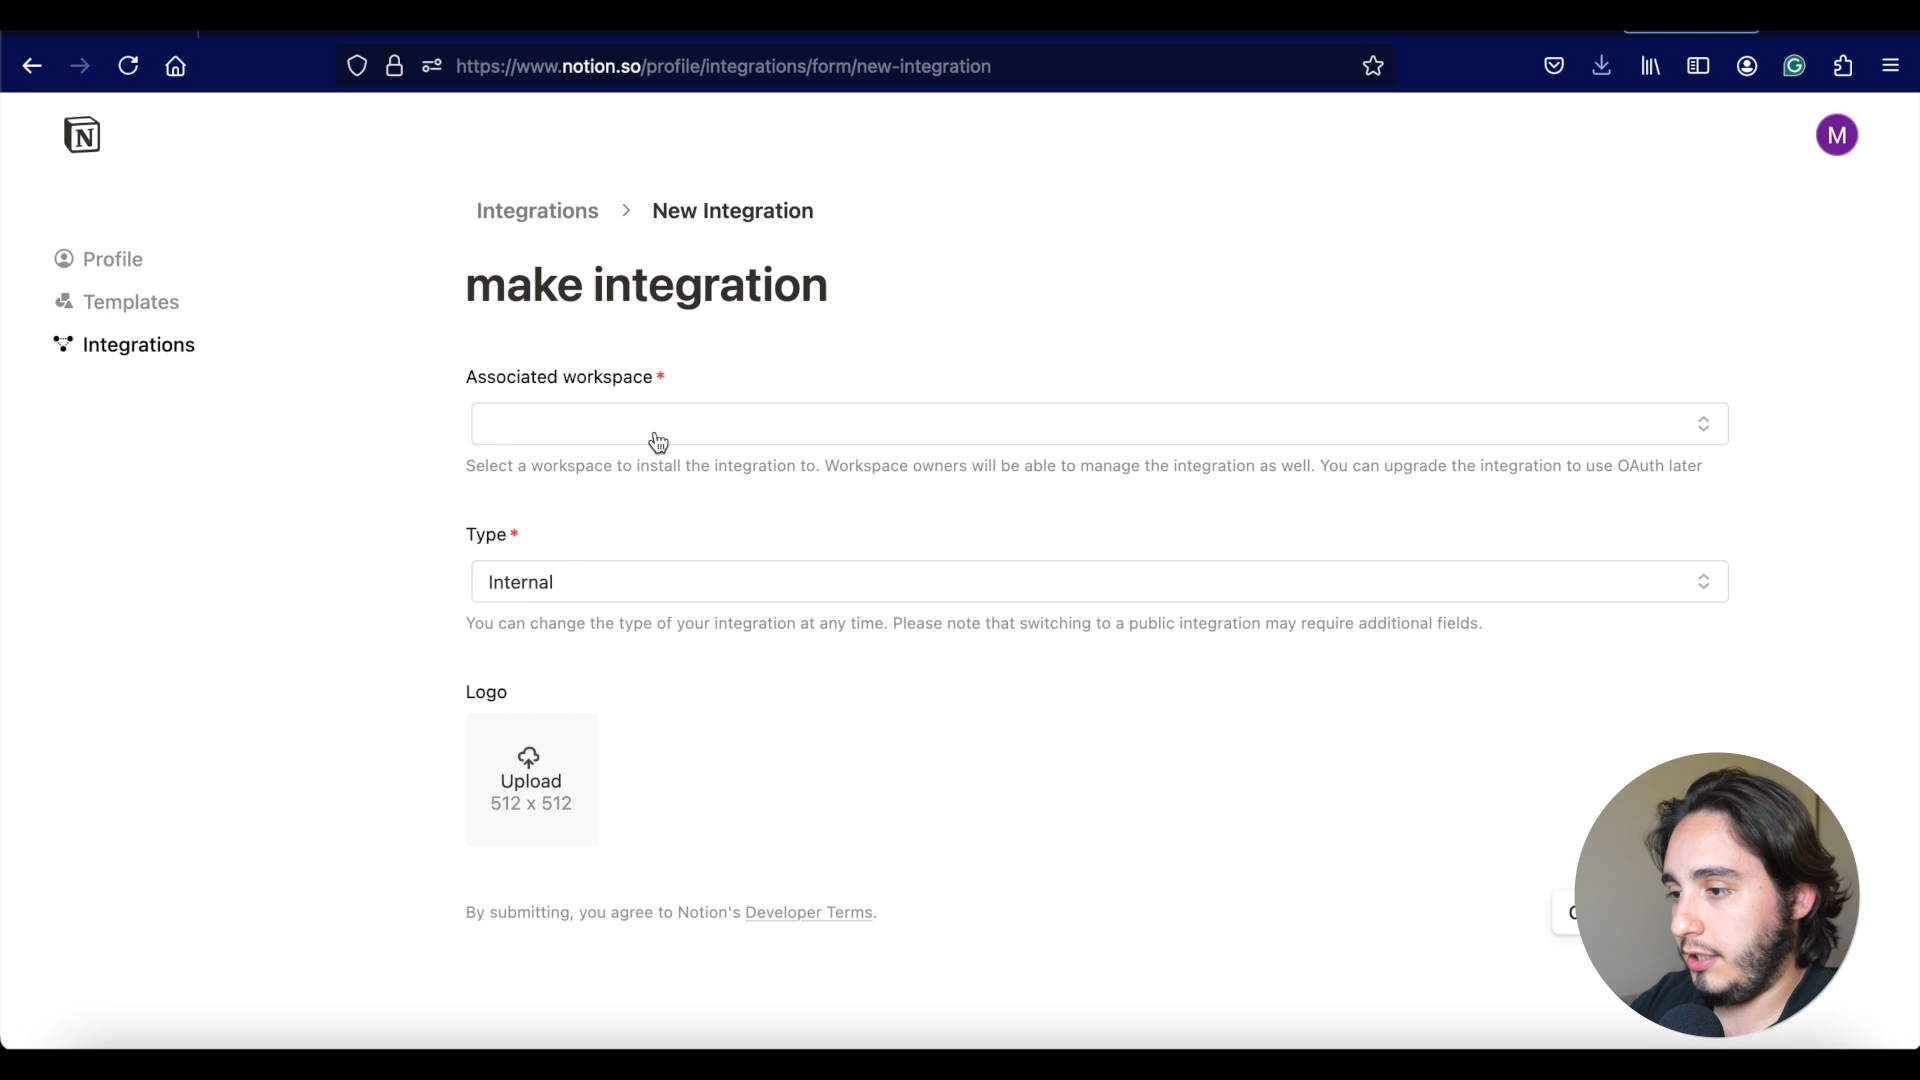 https://www.notion.so/profile/integrations/form/new-integration
N
M
Integrations > New Integration
Profile
Templates
Integrations
make integration
Associated workspace *
Select a workspace to install the integration to. Workspace owners will be able to manage the integration as well. You can upgrade the integration to use OAuth later
Type *
Internal
You can change the type of your integration at any time. Please note that switching to a public integration may require additional fields.
Logo
Upload
512 x 512
By submitting, you agree to Notion's Developer Terms.